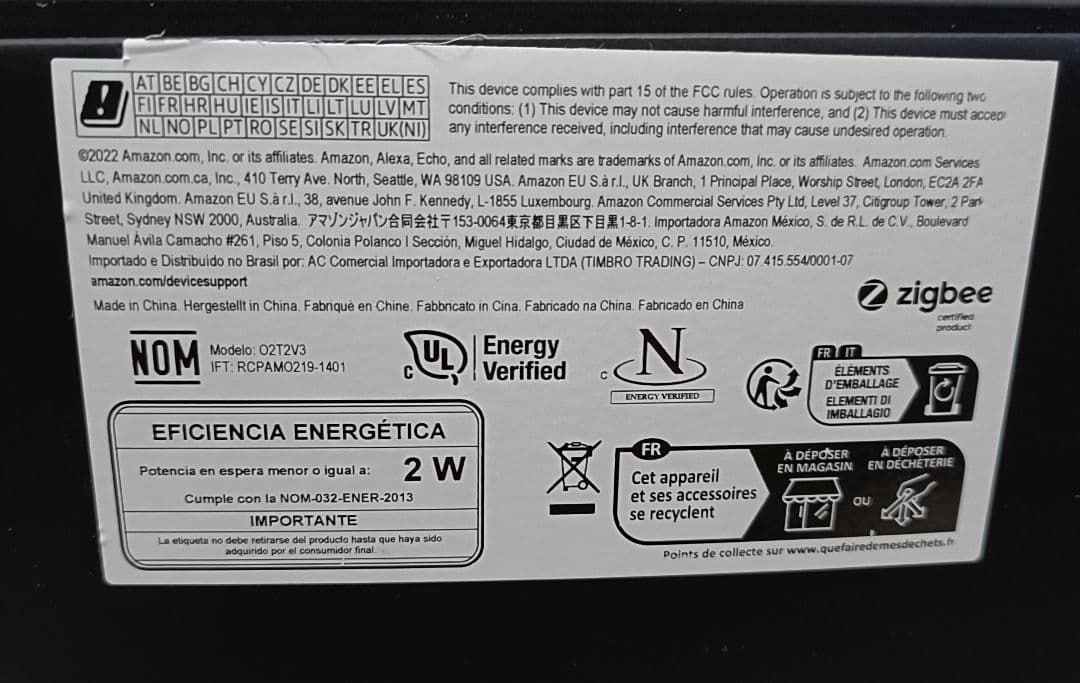 AT BE BG CH CY CZ DE DK EE EL ES
FI FR HR HU IE IS IT LI LT LU LV MT
NL NO PL PT RO SE SI SK TR UK(NI)
This device complies with part 15 of the FCC rules. Operation is subject to the following two
conditions: (1) This device may not cause harmful interference, and (2) This device must accept
any interference received, including interference that may cause undesired operation.
©2022 Amazon.com, Inc. or its affiliates. Amazon, Alexa, Echo, and all related marks are trademarks of Amazon.com, Inc. or its affiliates. Amazon.com Services
LLC, Amazon.com.ca, Inc., 410 Terry Ave. North, Seattle, WA 98109 USA. Amazon EU S.à r.l., UK Branch, 1 Principal Place, Worship Street, London, EC2A 2FA
United Kingdom. Amazon EU S.à r.l., 38, avenue John F. Kennedy, L-1855 Luxembourg. Amazon Commercial Services Pty Ltd, Level 37, Citigroup Tower, 2 Park
Street, Sydney NSW 2000, Australia. アマゾンジャパン合同会社〒153-0064東京都目黒区下目黒1-8-1. Importadora Amazon México, S. de R.L. de C.V., Boulevard
Manuel Ávila Camacho #261, Piso 5, Colonia Polanco I Sección, Miguel Hidalgo, Ciudad de México, C. P. 11510, México.
Importado e Distribuído no Brasil por: AC Comercial Importadora e Exportadora LTDA (TIMBRO TRADING) – CNPJ: 07.415.554/0001-07
amazon.com/devicesupport
Made in China. Hergestellt in China. Fabriqué en Chine. Fabbricato in Cina. Fabricado na China. Fabricado en China
zigbee
certified
product
NOM
Modelo: O2T2V3
IFT: RCPAMO219-1401
C UL
Energy
Verified
C N
ENERGY VERIFIED
FR IT
ÉLÉMENTS
D'EMBALLAGE
ELEMENTI DI
IMBALLAGIO
EFICIENCIA ENERGÉTICA
Potencia en espera menor o igual a: 2 W
Cumple con la NOM-032-ENER-2013
IMPORTANTE
La etiqueta no debe retirarse del producto hasta que haya sido
adquirido por el consumidor final.
FR
Cet appareil
et ses accessoires
se recyclent
À DÉPOSER
EN MAGASIN
OU
À DÉPOSER
EN DÉCHÈTERIE
Points de collecte sur www.quefairedemesdechets.fr